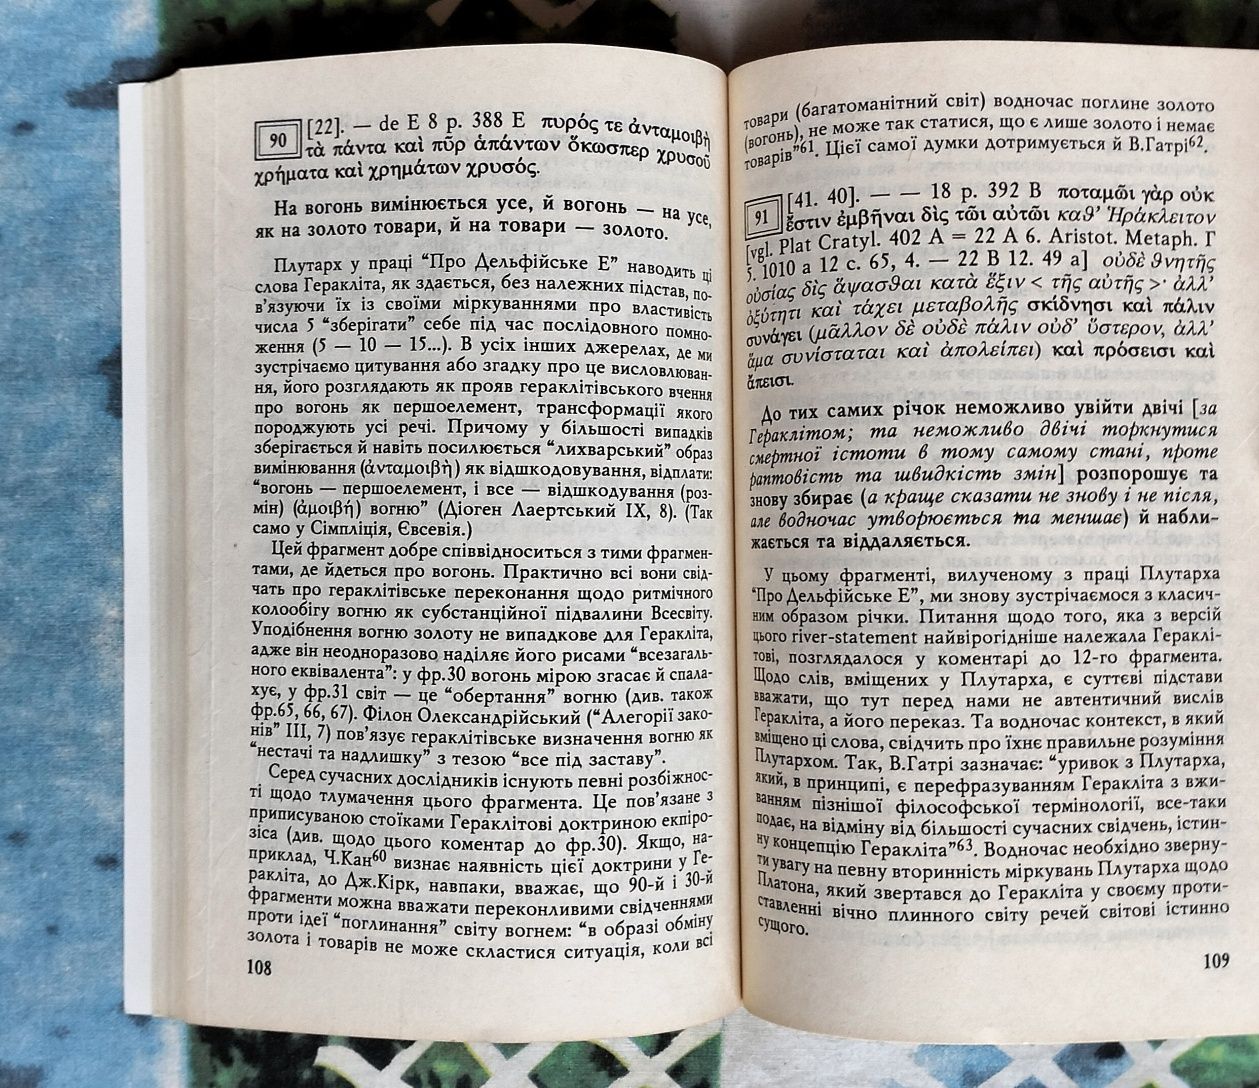 90 [22]. — de E 8 p. 388 E πυρός τε ἀνταμοιβὴ
τὰ πάντα καὶ πῦρ ἁπάντων ὅκωσπερ χρυσοῦ
χρήματα καὶ χρημάτων χρυσός.
На вогонь вимінюється усе, й вогонь — на усе,
як на золото товари, й на товари — золото.
Плутарх у праці “Про Дельфійське Е” наводить ці
слова Геракліта, як здається, без належних підстав, по-
в’язуючи їх із своїми міркуваннями про властивість
числа 5 “зберігати” себе під час послідовного помно-
ження (5 — 10 — 15...). В усіх інших джерелах, де ми
зустрічаємо цитування або згадку про це висловлюван-
ня, його розглядають як прояв гераклітівського вчення
про вогонь як першоелемент, трансформації якого
породжують усі речі. Причому у більшості випадків
зберігається й навіть посилюється “лихварський” образ
вимінювання (ἀνταμοιβὴ) як відшкодовування, відплати:
“вогонь — першоелемент, і все — відшкодування (роз-
мін) (ἀμοιβὴ) вогню” (Діоген Лаертський IX, 8). (Так
само у Сімпліція, Євсевія.)
Цей фрагмент добре співвідноситься з тими фрагмен-
тами, де йдеться про вогонь. Практично всі вони свід-
чать про гераклітівське переконання щодо ритмічного
колообігу вогню як субстанційної підвалини Всесвіту.
Уподібнення вогню золоту не випадкове для Геракліта,
адже він неодноразово наділяє його рисами “всезагаль-
ного еквівалента”: у фр.30 вогонь мірою згасає й спала-
хує, у фр.31 світ — це “обертання” вогню (див. також
фр.65, 66, 67). Філон Олександрійський (“Алегорії зако-
нів” III, 7) пов’язує гераклітівське визначення вогню як
“нестачі та надлишку” з тезою “все під заставу”.
Серед сучасних дослідників існують певні розбіжнос-
ті щодо тлумачення цього фрагмента. Це пов’язане з
приписуваною стоїками Гераклітові доктриною екпіро-
зіса (див. щодо цього коментар до фр.30). Якщо, на-
приклад, Ч.Кан60 визнає наявність цієї доктрини у Ге-
ракліта, до Дж.Кірк, навпаки, вважає, що 90-й і 30-й
фрагменти можна вважати переконливими свідченнями
проти ідеї “поглинання” світу вогнем: “в образі обміну
золота і товарів не може скластися ситуація, коли всі
108
товари (багатоманітний світ) водночас поглине золото
(вогонь), не може так статися, що є лише золото і немає
товарів”61. Цієї самої думки дотримується й В.Гатрі62.
91 [41. 40]. — — 18 p. 392 B ποταμῶι γὰρ οὐκ
ἔστιν ἐμβῆναι δὶς τῶι αὐτῶι καθ’ Ἡράκλειτον
[vgl. Plat Cratyl. 402 A = 22 A 6. Aristot. Metaph. Γ
5. 1010 a 12 c. 65, 4. — 22 B 12. 49 a] οὐδὲ θνητῆς
οὐσίας δὶς ἅψασθαι κατὰ ἕξιν < τῆς αὐτῆς >· ἀλλ’
ὀξύτητι καὶ τάχει μεταβολῆς σκίδνησι καὶ πάλιν
συνάγει (μᾶλλον δὲ οὐδὲ πάλιν οὐδ’ ὕστερον, ἀλλ’
ἅμα συνίσταται καὶ ἀπολείπει) καὶ πρόσεισι καὶ
ἄπεισι.
До тих самих річок неможливо увійти двічі [за
Гераклітом; та неможливо двічі торкнутися
смертної істоти в тому самому стані, проте
раптовість та швидкість змін] розпорошує та
знову збирає (а краще сказати не знову і не після,
але водночас утворюється та меншає) й набли-
жається та віддаляється.
У цьому фрагменті, вилученому з праці Плутарха
“Про Дельфійське Е”, ми знову зустрічаємося з класич-
ним образом річки. Питання щодо того, яка з версій
цього river-statement найвірогідніше належала Гераклі-
тові, позглядалося у коментарі до 12-го фрагмента.
Щодо слів, вміщених у Плутарха, є суттєві підстави
вважати, що тут перед нами не автентичний вислів
Геракліта, а його переказ. Та водночас контекст, в який
вміщено ці слова, свідчить про їхнє правильне розуміння
Плутархом. Так, В.Гатрі зазначає: “уривок з Плутарха,
який, в принципі, є перефразуванням Геракліта з вжи-
ванням пізнішої філософської термінології, все-таки
подає, на відміну від більшості сучасних свідчень, істин-
ну концепцію Геракліта”63. Водночас необхідно зверну-
ти увагу на певну вторинність міркувань Плутарха щодо
Платона, який звертався до Геракліта у своєму проти-
ставленні вічно плинного світу речей світові істинно
сущого.
109